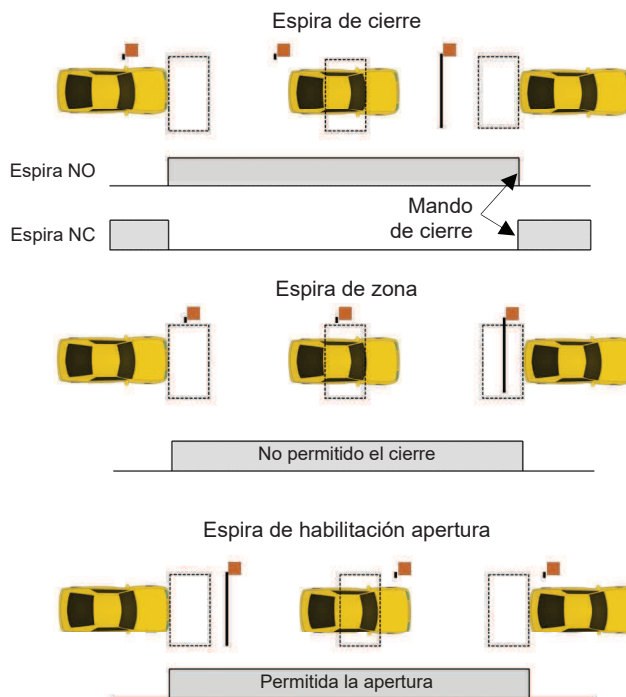 Espira de cierre
Espira NO
Espira NC
Mando
de cierre
Espira de zona
No permitido el cierre
Espira de habilitación apertura
Permitida la apertura